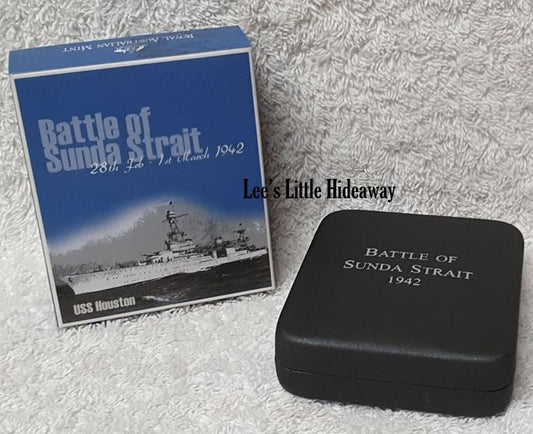 ROYAL AUSTRALIAN MINT
Battle of
Sunda Strait
28th Feb - 1st March 1942
Lee's Little Hideaway
USS Houston
BATTLE OF
SUNDA STRAIT
1942